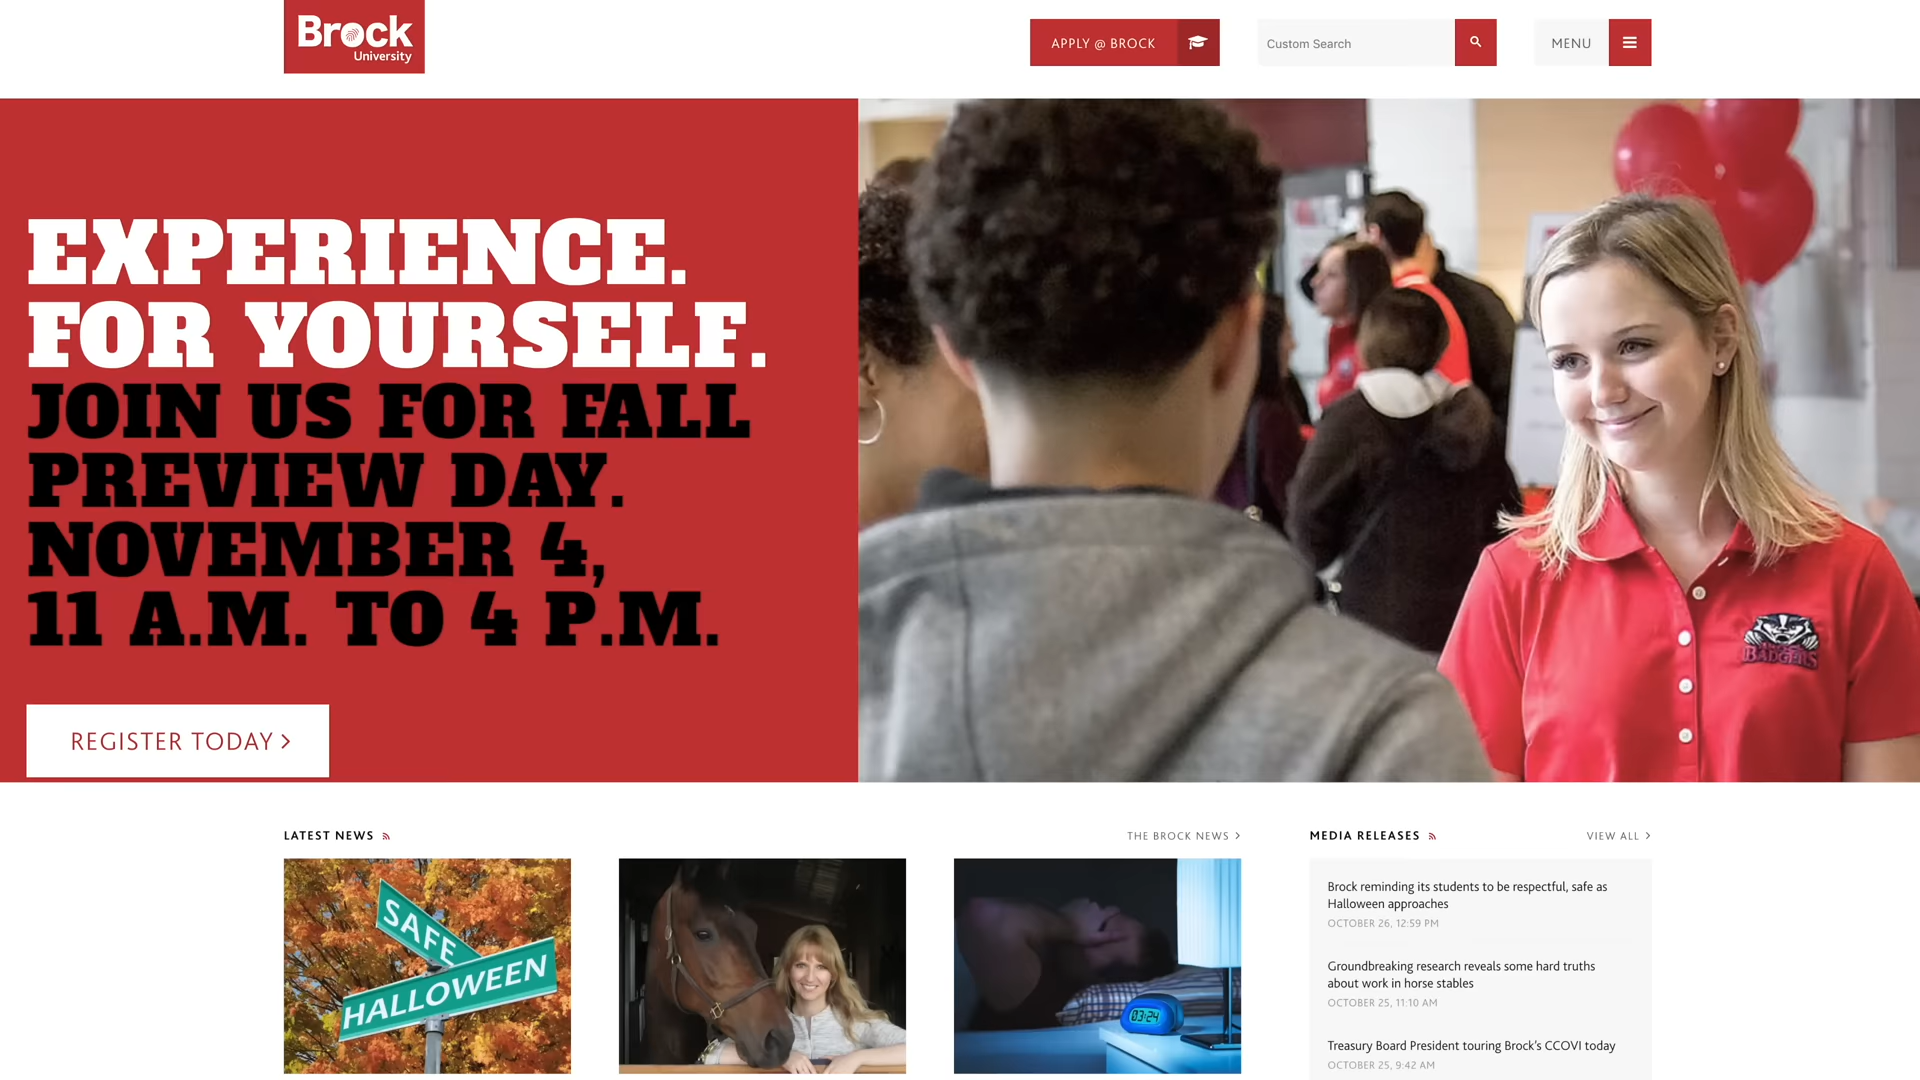 Brock
University
APPLY @ BROCK
Custom Search
MENU
EXPERIENCE.
FOR YOURSELF.
JOIN US FOR FALL
PREVIEW DAY.
NOVEMBER 4,
11 A.M. TO 4 P.M.
REGISTER TODAY
BADGERS
LATEST NEWS
THE BROCK NEWS
SAFE
HALLOWEEN
03:24
MEDIA RELEASES
VIEW ALL
Brock reminding its students to be respectful, safe as
Halloween approaches
OCTOBER 26, 12:59 PM
Groundbreaking research reveals some hard truths
about work in horse stables
OCTOBER 25, 11:10 AM
Treasury Board President touring Brock's CCOVI today
OCTOBER 25, 9:42 AM